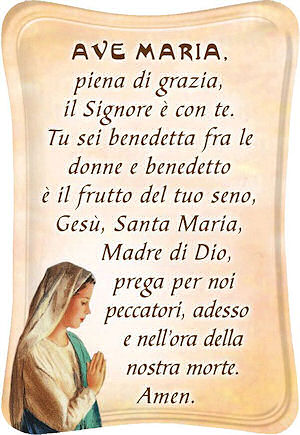 AVE MARIA,
piena di grazia,
il Signore è con te.
Tu sei benedetta fra le
donne e benedetto
è il frutto del tuo seno,
Gesù, Santa Maria,
Madre di Dio,
prega per noi
peccatori, adesso
e nell'ora della
nostra morte.
Amen.